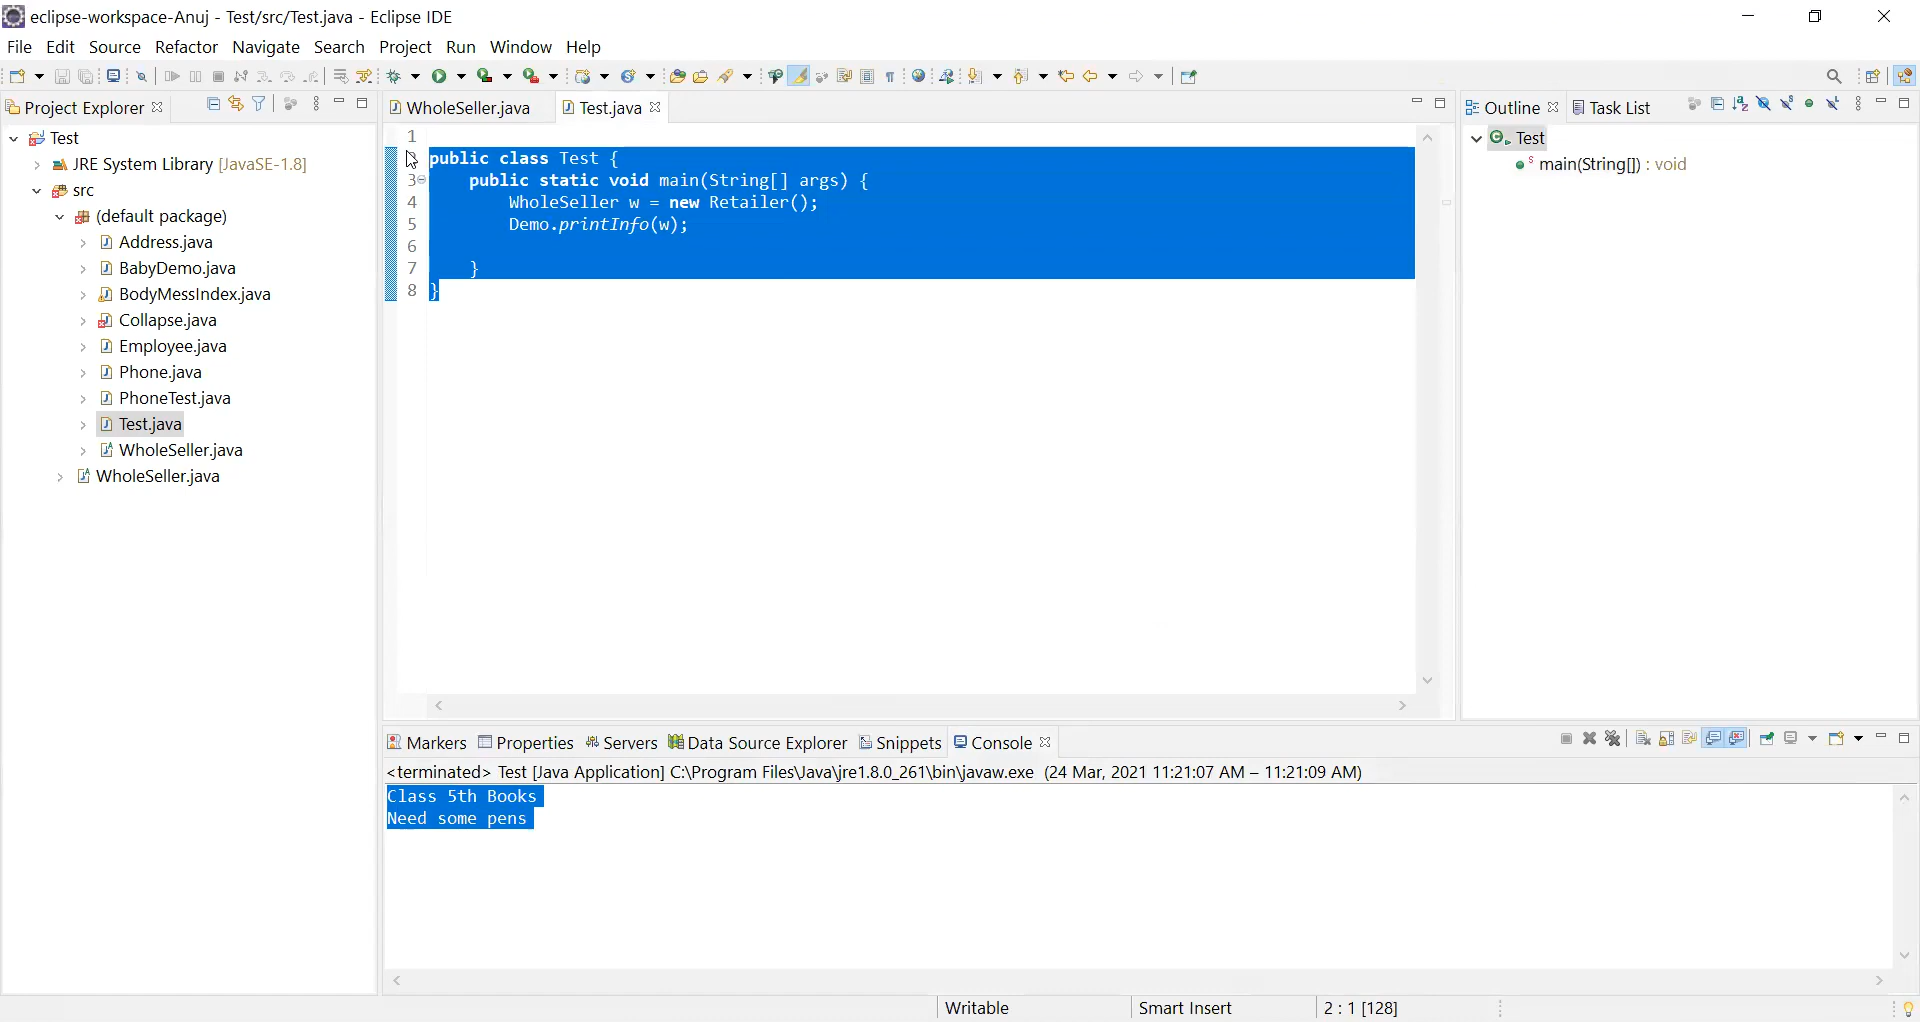 eclipse-workspace-Anuj - Test/src/Test.java - Eclipse IDE
File Edit Source Refactor Navigate Search Project Run Window Help
Project Explorer
Test
JRE System Library [JavaSE-1.8]
src
(default package)
Address.java
BabyDemo.java
BodyMessIndex.java
Collapse.java
Employee.java
Phone.java
PhoneTest.java
Test.java
WholeSeller.java
WholeSeller.java
WholeSeller.java Test.java
1
public class Test {
3 public static void main(String[] args) {
4 WholeSeller w = new Retailer();
5 Demo.printInfo(w);
6
7 }
8 }
Outline Task List
Test
main(String[]) : void
Markers Properties Servers Data Source Explorer Snippets Console
<terminated> Test [Java Application] C:\Program Files\Java\jre1.8.0_261\bin\javaw.exe (24 Mar, 2021 11:21:07 AM – 11:21:09 AM)
Class 5th Books
Need some pens
Writable Smart Insert 2 : 1 [128]